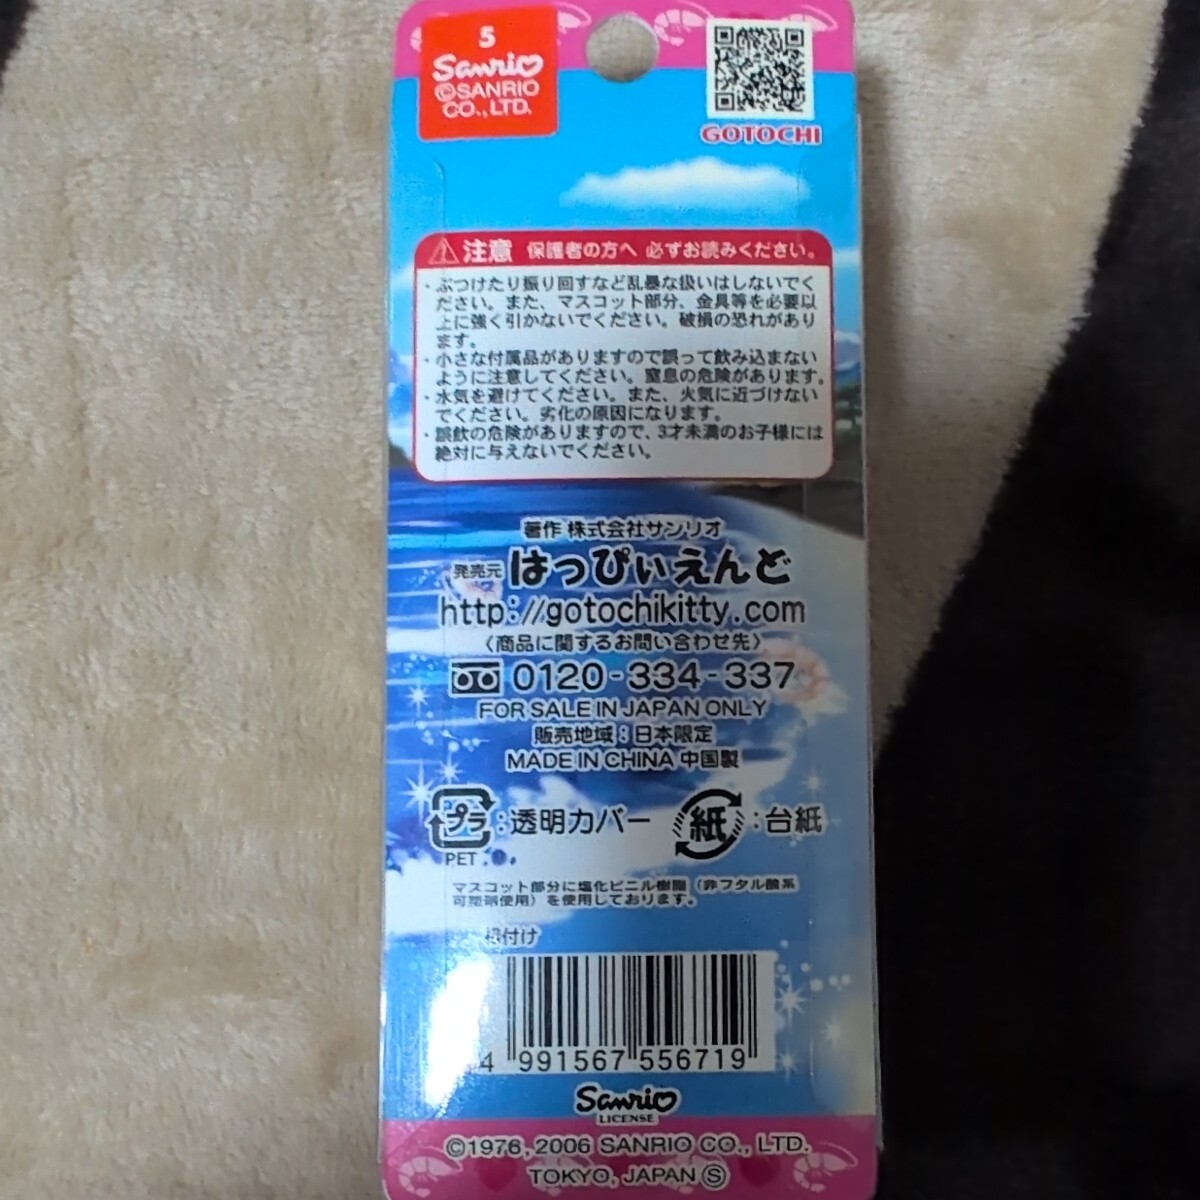 5
Sanrio
©SANRIO
CO.,LTD.
GOTOCHI
注意 保護者の方へ 必ずお読みください。
・ぶつけたり振り回すなど乱暴な扱いはしないでく
ださい。また、マスコット部分、金具等を必要以
上に強く引かないでください。破損の恐れがあり
ます。
・小さな付属品がありますので誤って飲み込まない
ように注意してください。窒息の危険があります。
・水気を避けてください。また、火気に近づけない
でください。劣化の原因になります。
・誤飲の危険がありますので、3才未満のお子様には
絶対に与えないでください。
著作 株式会社サンリオ
発売元 はっぴぃえんど
http://gotochikitty.com
〈商品に関するお問い合わせ先〉
0120-334-337
FOR SALE IN JAPAN ONLY
販売地域：日本限定
MADE IN CHINA 中国製
プラ：透明カバー 紙：台紙
PET
マスコット部分に塩化ビニル樹脂（非フタル酸系
可塑剤使用）を使用しております。
根付け
4 991567 556719
Sanrio
LICENSE
©1976, 2006 SANRIO CO., LTD.
TOKYO, JAPAN Ⓢ